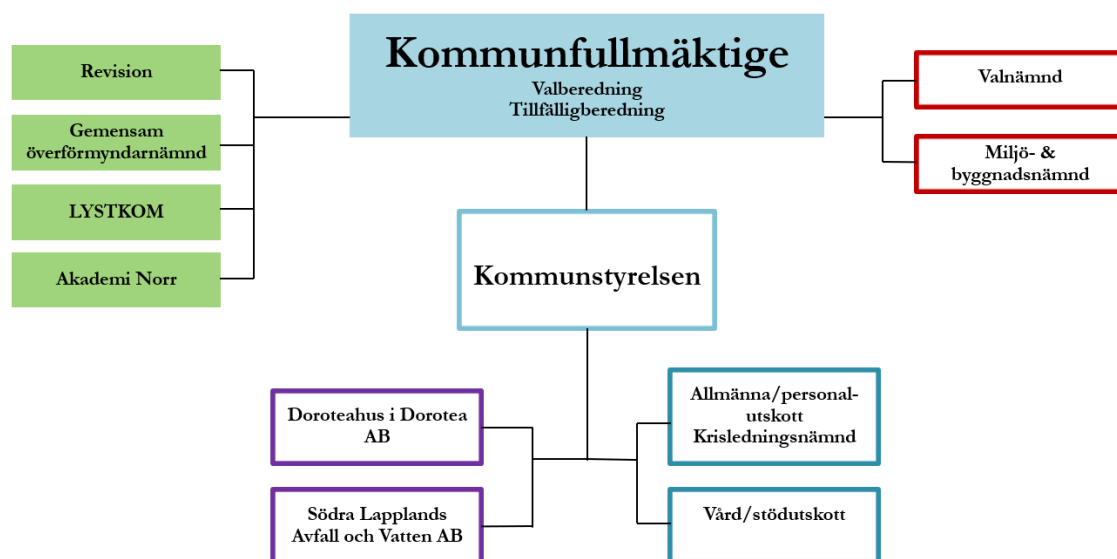 Kommunfullmäktige
Valberedning
Tillfälligberedning
Revision
Gemensam
överförmyndarnämnd
LYSTKOM
Akademi Norr
Valnämnd
Miljö- &
byggnadsnämnd
Kommunstyrelsen
Doroteahus i Dorotea
AB
Södra Lapplands
Avfall och Vatten AB
Allmänna/personal-
utskott
Krisledningsnämnd
Vård/stödutskott